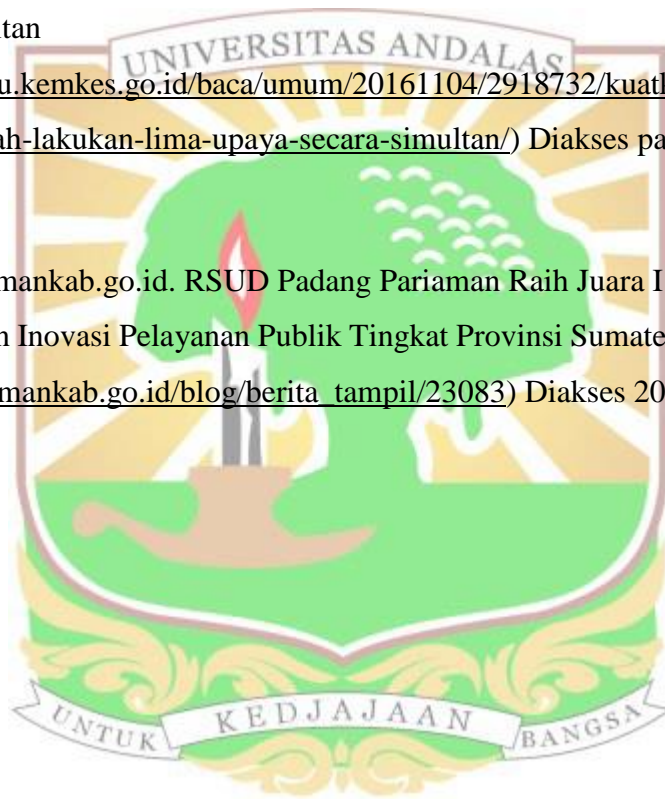 itan
UNIVERSITAS ANDALAS
u.kemkes.go.id/baca/umum/20161104/2918732/kuatl
ah-lakukan-lima-upaya-secara-simultan/) Diakses pa
mankab.go.id. RSUD Padang Pariaman Raih Juara I
n Inovasi Pelayanan Publik Tingkat Provinsi Sumate
mankab.go.id/blog/berita_tampil/23083) Diakses 20
UNTUK KEDJAJAAN BANGSA